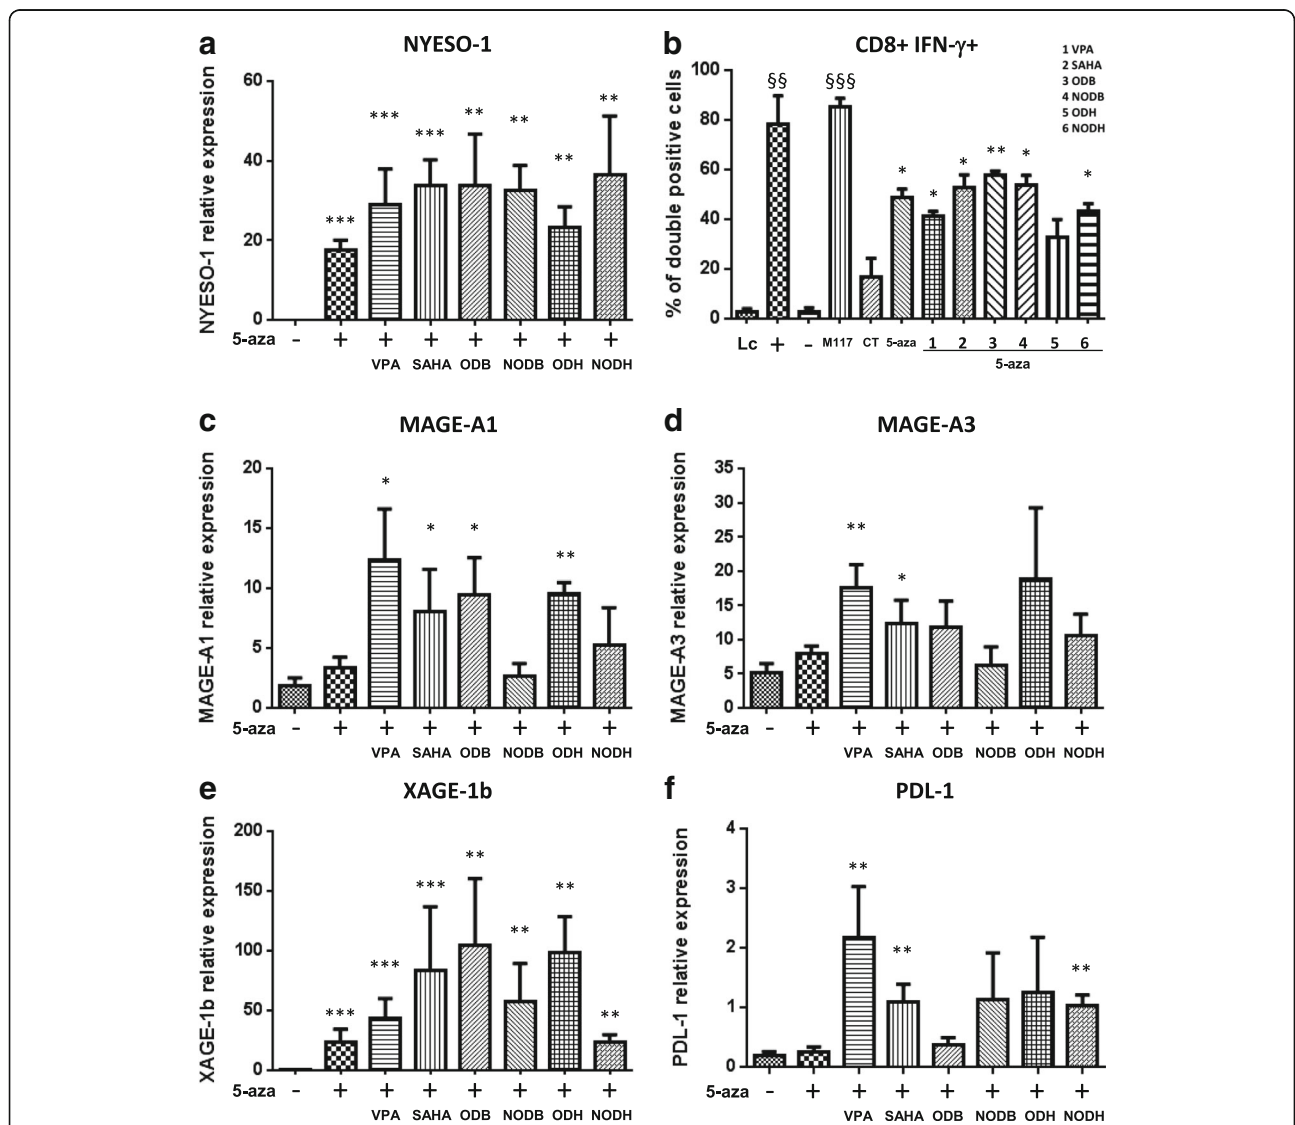 a NYESO-1
NYESO-1 relative expression
60
40
20
0
*** *** *** ** ** ** **
5-aza - + + + + + + +
VPA SAHA ODB NODB ODH NODH
b CD8+ IFN-γ+
1 VPA
2 SAHA
3 ODB
4 NODB
5 ODH
6 NODH
% of double positive cells
100
80
60
40
20
0
§§ §§§ * * * ** * *
Lc + - M117 CT 5-aza 1 2 3 4 5 6
5-aza
c MAGE-A1
MAGE-A1 relative expression
20
15
10
5
0
* * * **
5-aza - + + + + + + +
VPA SAHA ODB NODB ODH NODH
d MAGE-A3
MAGE-A3 relative expression
35
30
25
20
15
10
5
0
** *
5-aza - + + + + + + +
VPA SAHA ODB NODB ODH NODH
e XAGE-1b
XAGE-1b relative expression
200
150
100
50
0
*** *** *** ** ** ** **
5-aza - + + + + + + +
VPA SAHA ODB NODB ODH NODH
f PDL-1
PDL-1 relative expression
4
3
2
1
0
** ** **
5-aza - + + + + + + +
VPA SAHA ODB NODB ODH NODH